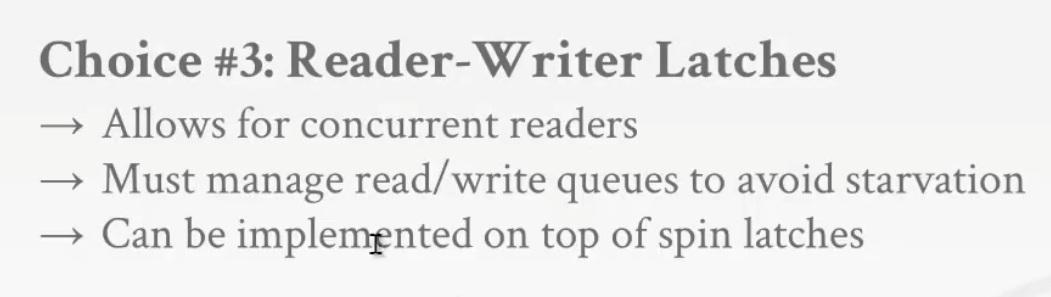 Choice #3: Reader-Writer Latches
→ Allows for concurrent readers
→ Must manage read/write queues to avoid starvation
→ Can be implemented on top of spin latches